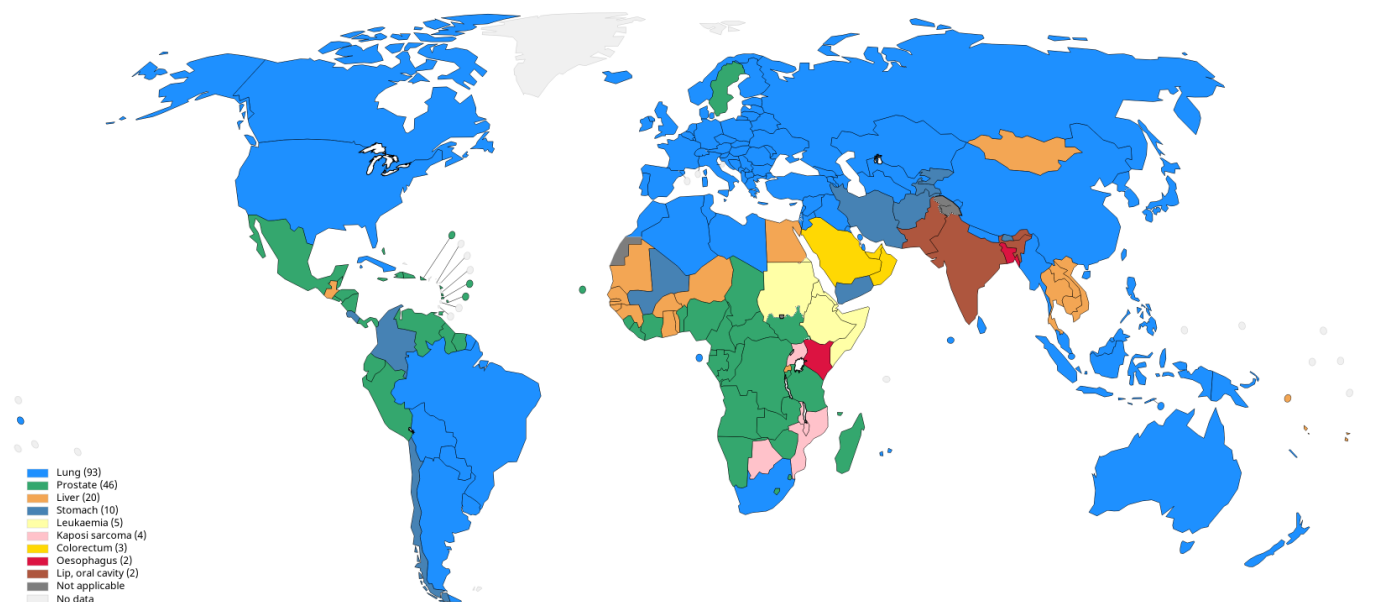 Lung (93)
Prostate (46)
Liver (20)
Stomach (10)
Leukaemia (5)
Kaposi sarcoma (4)
Colorectum (3)
Oesophagus (2)
Lip, oral cavity (2)
Not applicable
No data